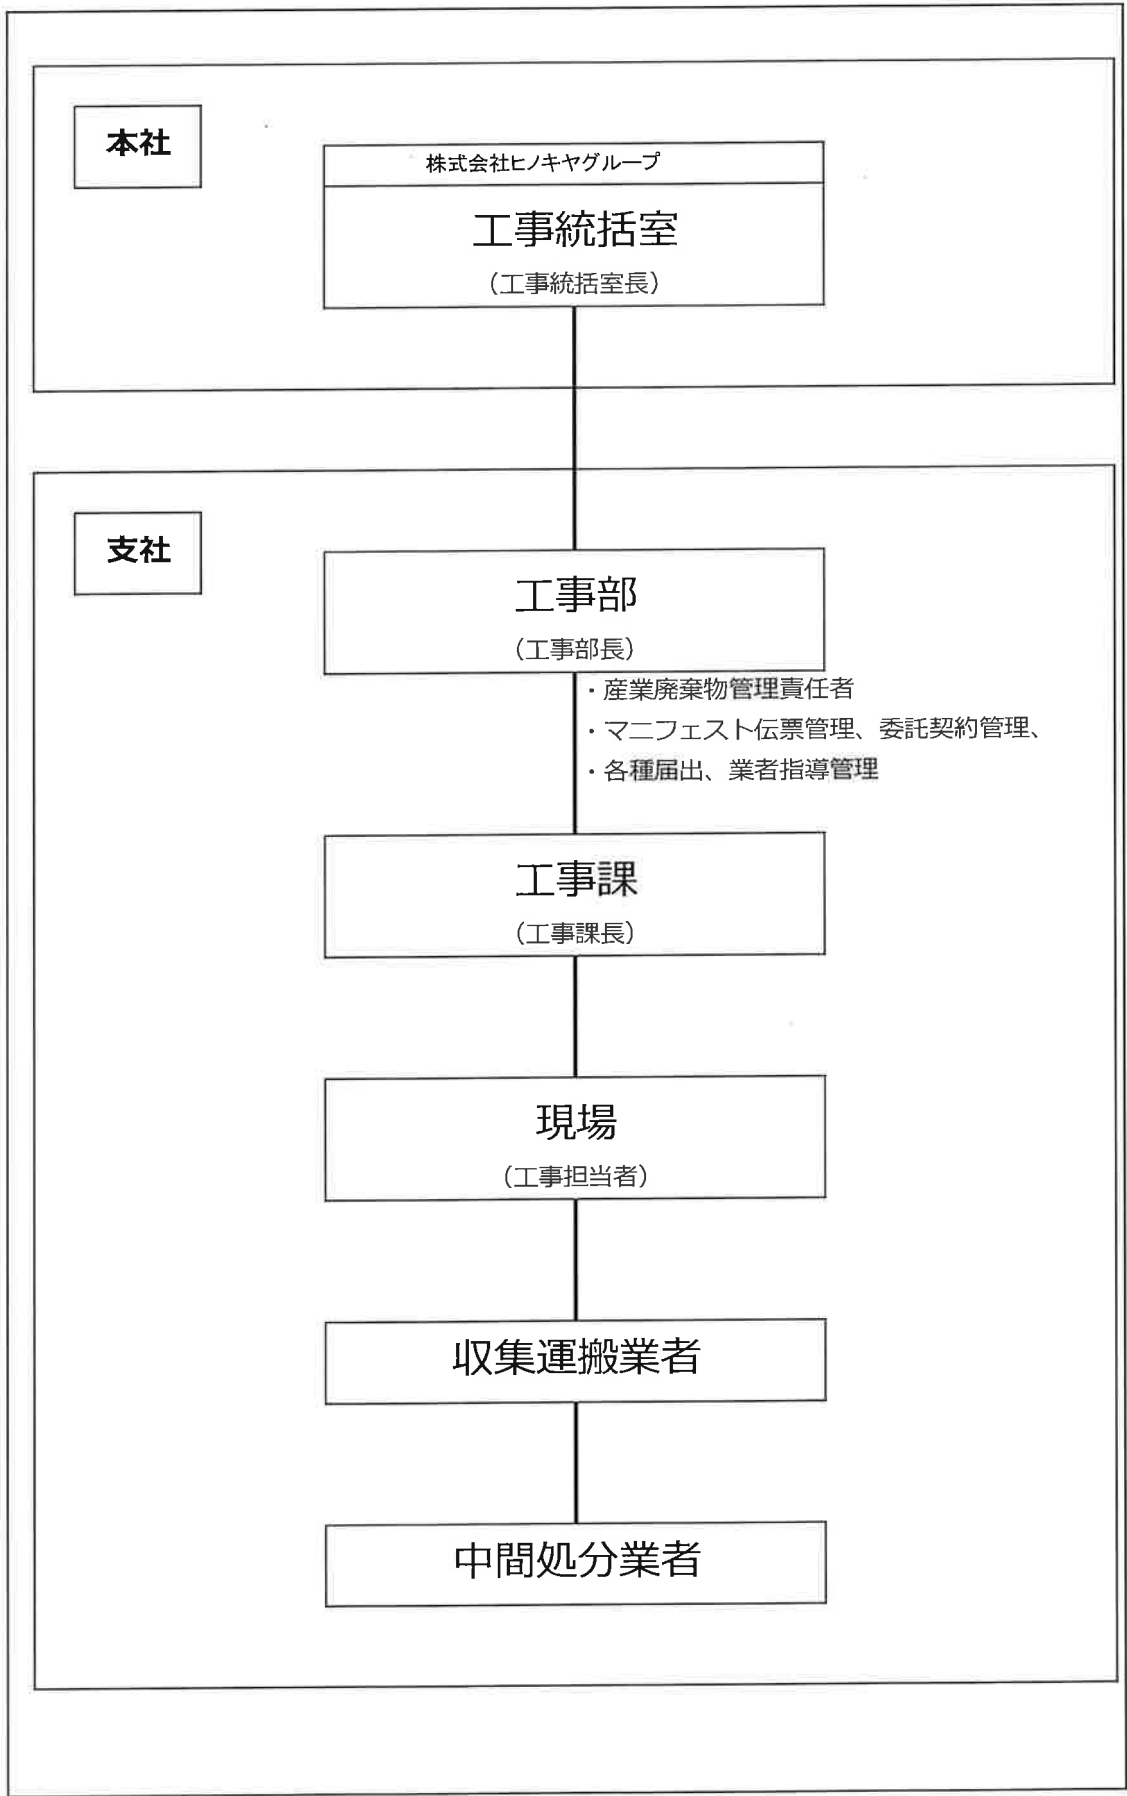 本社
株式会社ヒノキヤグループ
工事統括室
（工事統括室長）
支社
工事部
（工事部長）
・産業廃棄物管理責任者
・マニフェスト伝票管理、委託契約管理、
・各種届出、業者指導管理
工事課
（工事課長）
現場
（工事担当者）
収集運搬業者
中間処分業者